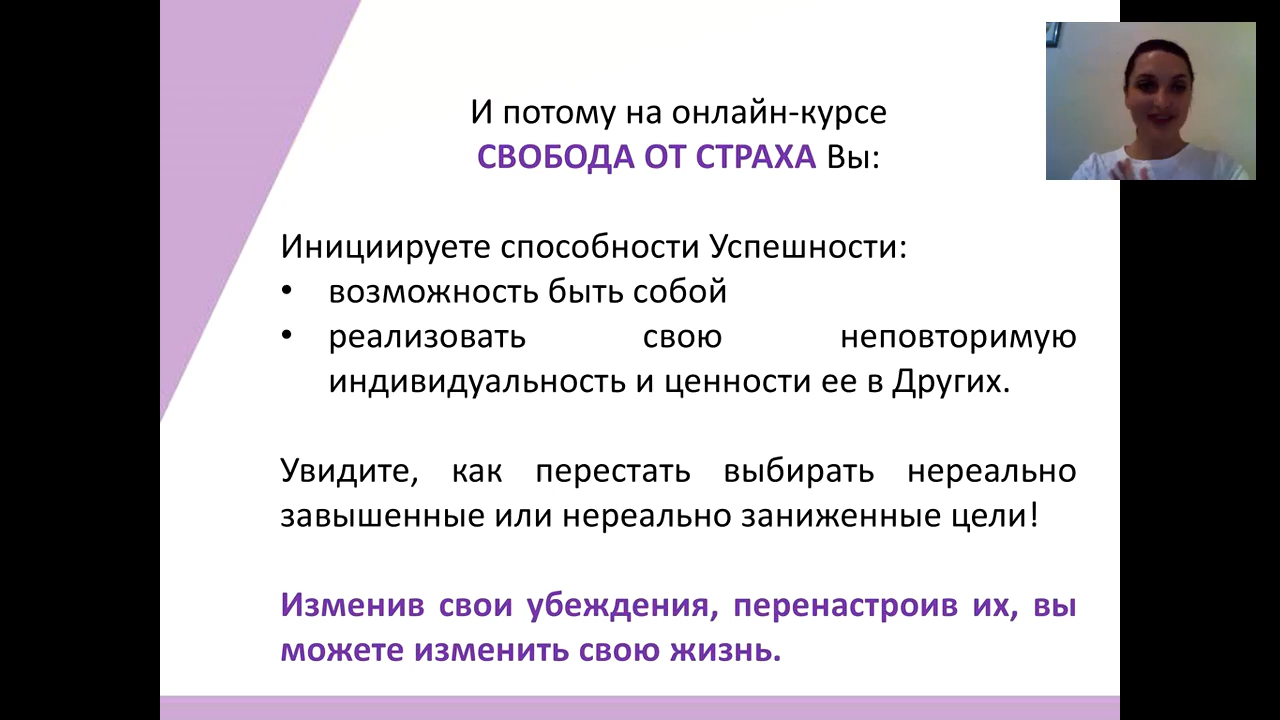 И потому на онлайн-курсе
СВОБОДА ОТ СТРАХА Вы:
Инициируете способности Успешности:
• возможность быть собой
• реализовать свою неповторимую
индивидуальность и ценности ее в Других.
Увидите, как перестать выбирать нереально
завышенные или нереально заниженные цели!
Изменив свои убеждения, перенастроив их, вы
можете изменить свою жизнь.